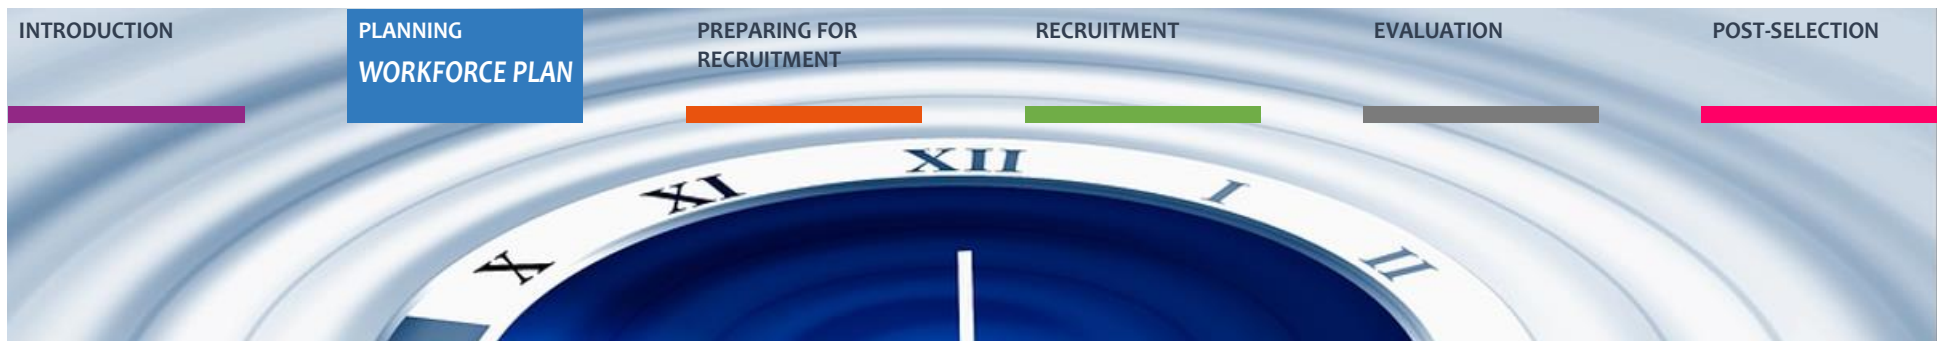 INTRODUCTION
PLANNING
WORKFORCE PLAN
PREPARING FOR
RECRUITMENT
RECRUITMENT
EVALUATION
POST-SELECTION
X
XI
XII
I
II